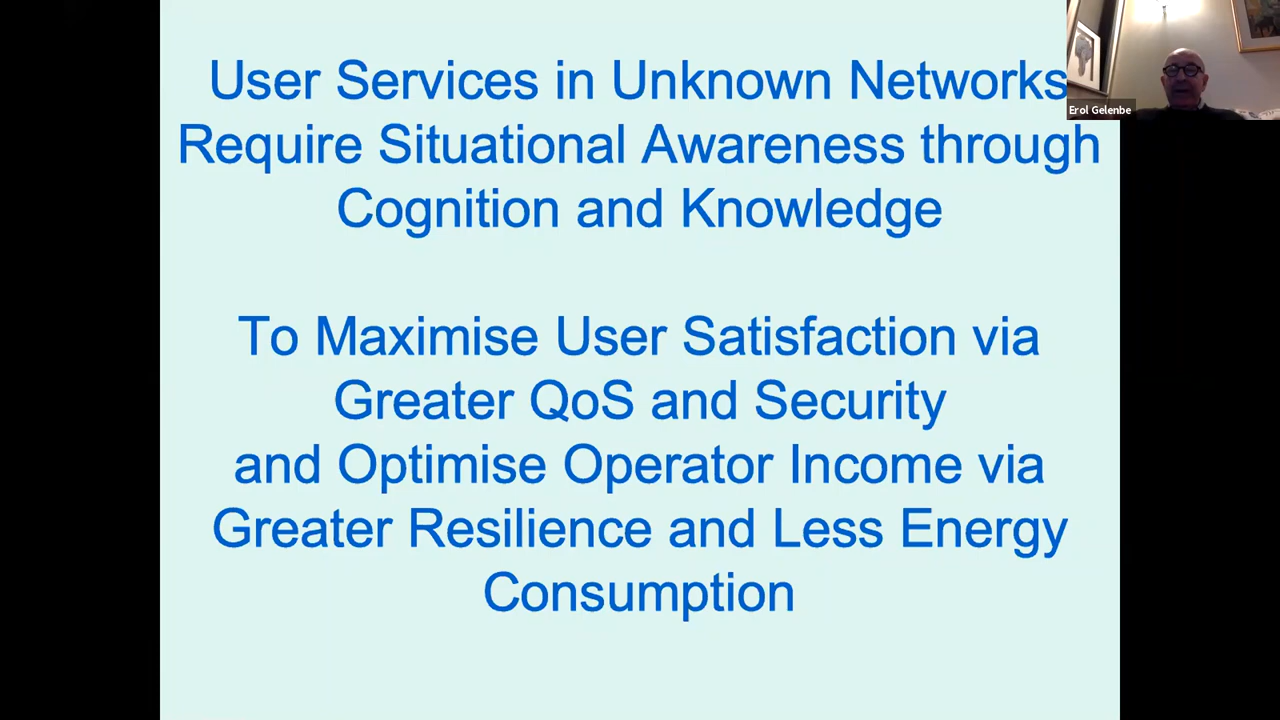 User Services in Unknown Networks
Require Situational Awareness through
Cognition and Knowledge
To Maximise User Satisfaction via
Greater QoS and Security
and Optimise Operator Income via
Greater Resilience and Less Energy
Consumption
Erol Gelenbe